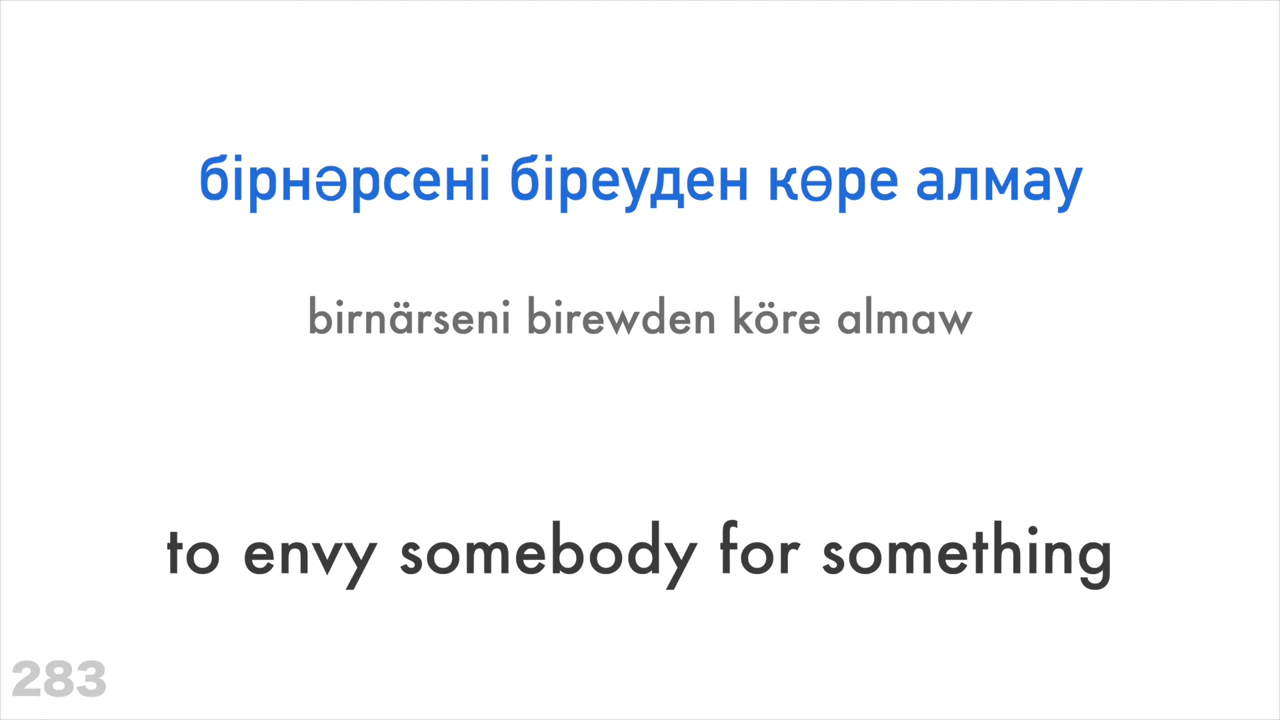 бірнәрсені біреуден көре алмау
birnärseni birewden köre almaw
to envy somebody for something
283